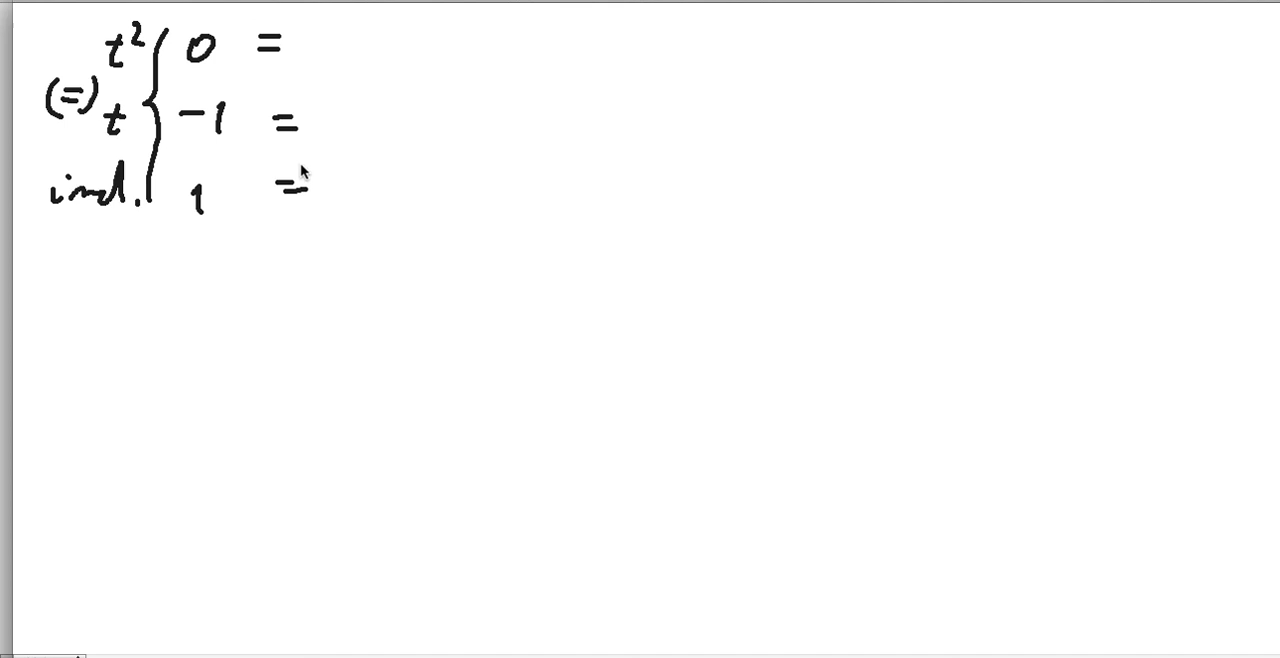 t² { 0 =
(=) t { -1 =
ind. { 1 =